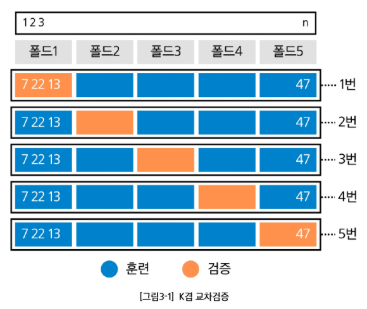 1 2 3 n
폴드1 폴드2 폴드3 폴드4 폴드5
7 22 13 47 1번
7 22 13 47 2번
7 22 13 47 3번
7 22 13 47 4번
7 22 13 47 5번
훈련 검증
[그림3-1] K겹 교차검증